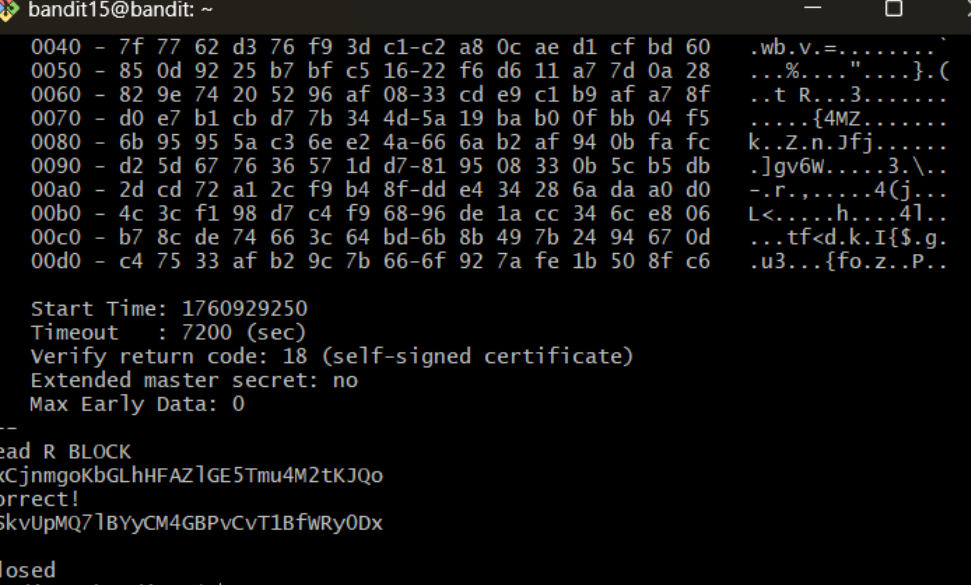 bandit15@bandit: ~
0040 - 7f 77 62 d3 76 f9 3d c1-c2 a8 0c ae d1 cf bd 60   .wb.v.=........`
0050 - 85 0d 92 25 b7 bf c5 16-22 f6 d6 11 a7 7d 0a 28   ...%...."....}.(
0060 - 82 9e 74 20 52 96 af 08-33 cd e9 c1 b9 af a7 8f   ..t R...3.......
0070 - d0 e7 b1 cb d7 7b 34 4d-5a 19 ba b0 0f bb 04 f5   .....{4MZ.......
0080 - 6b 95 95 5a c3 6e e2 4a-66 6a b2 af 94 0b fa fc   k..Z.n.Jfj......
0090 - d2 5d 67 76 36 57 1d d7-81 95 08 33 0b 5c b5 db   .]gv6W.....3.\..
00a0 - 2d cd 72 a1 2c f9 b4 8f-dd e4 34 28 6a da a0 d0   -.r.,.....4(j...
00b0 - 4c 3c f1 98 d7 c4 f9 68-96 de 1a cc 34 6c e8 06   L<.....h....4l..
00c0 - b7 8c de 74 66 3c 64 bd-6b 8b 49 7b 24 94 67 0d   ...tf<d.k.I{$.g.
00d0 - c4 75 33 af b2 9c 7b 66-6f 92 7a fe 1b 50 8f c6   .u3...{fo.z..P..
Start Time: 1760929250
Timeout   : 7200 (sec)
Verify return code: 18 (self-signed certificate)
Extended master secret: no
Max Early Data: 0
--
ead R BLOCK
xCjnmgoKbGLhHFAZlGE5Tmu4M2tKJQo
orrect!
SkvUpMQ7lBYyCM4GBPvCvT1BfWRy0Dx
losed